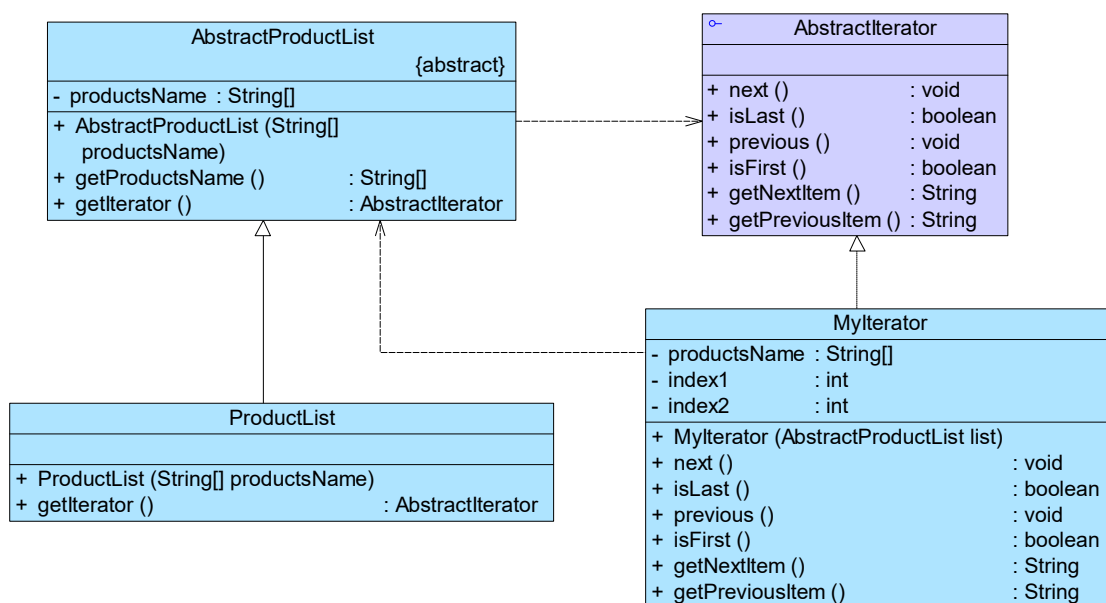 AbstractProductList
{abstract}
- productsName : String[]
+ AbstractProductList (String[]
productsName)
+ getProductsName () : String[]
+ getIterator () : AbstractIterator
AbstractIterator
+ next () : void
+ isLast () : boolean
+ previous () : void
+ isFirst () : boolean
+ getNextItem () : String
+ getPreviousItem () : String
ProductList
+ ProductList (String[] productsName)
+ getIterator () : AbstractIterator
MyIterator
- productsName : String[]
- index1 : int
- index2 : int
+ MyIterator (AbstractProductList list)
+ next () : void
+ isLast () : boolean
+ previous () : void
+ isFirst () : boolean
+ getNextItem () : String
+ getPreviousItem () : String